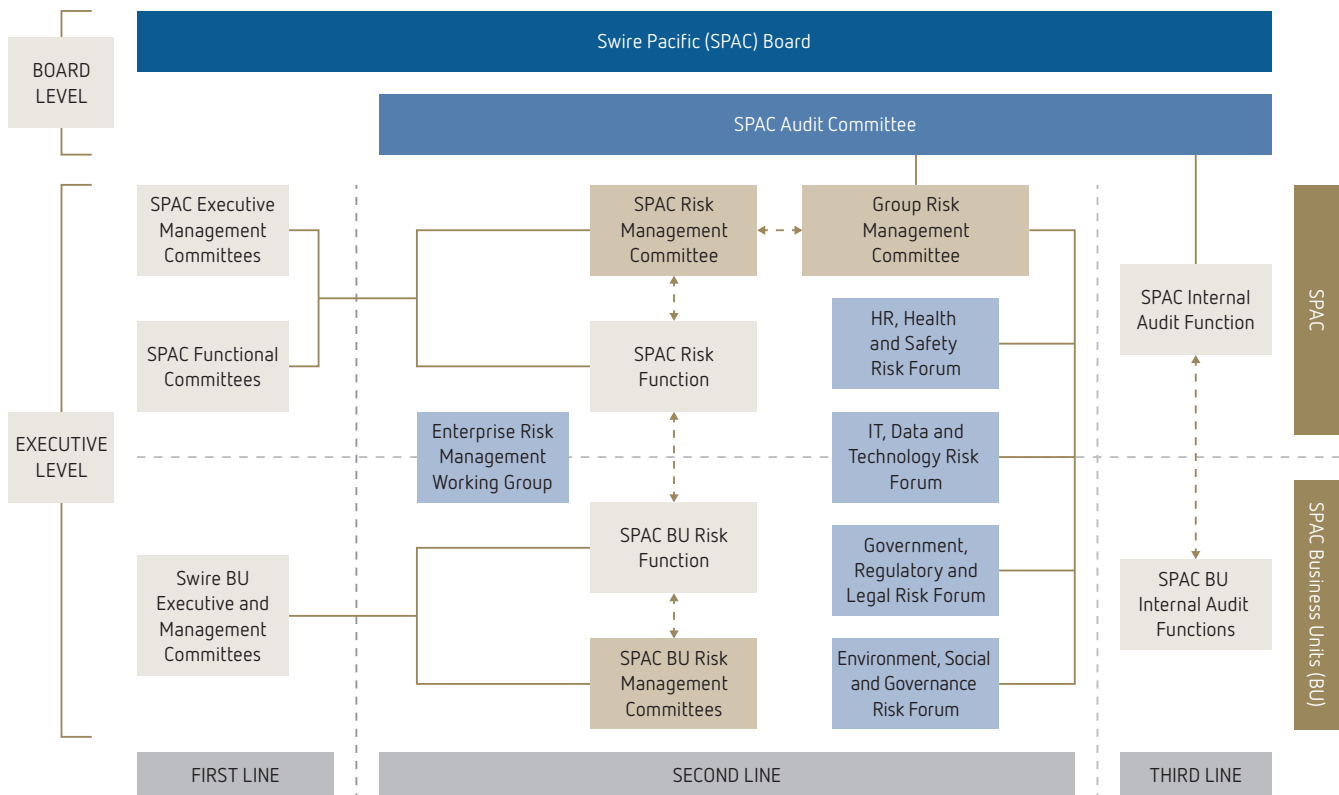 Swire Pacific (SPAC) Board
BOARD
LEVEL
SPAC Audit Committee
SPAC Executive
Management
Committees
SPAC Risk
Management
Committee
Group Risk
Management
Committee
SPAC
SPAC Internal
Audit Function
HR, Health
and Safety
Risk Forum
SPAC Functional
Committees
SPAC Risk
Function
EXECUTIVE
LEVEL
Enterprise Risk
Management
Working Group
IT, Data and
Technology Risk
Forum
SPAC BU Risk
Function
Government,
Regulatory and
Legal Risk Forum
SPAC Business Units (BU)
Swire BU
Executive and
Management
Committees
SPAC BU
Internal Audit
Functions
SPAC BU Risk
Management
Committees
Environment, Social
and Governance
Risk Forum
FIRST LINE
SECOND LINE
THIRD LINE